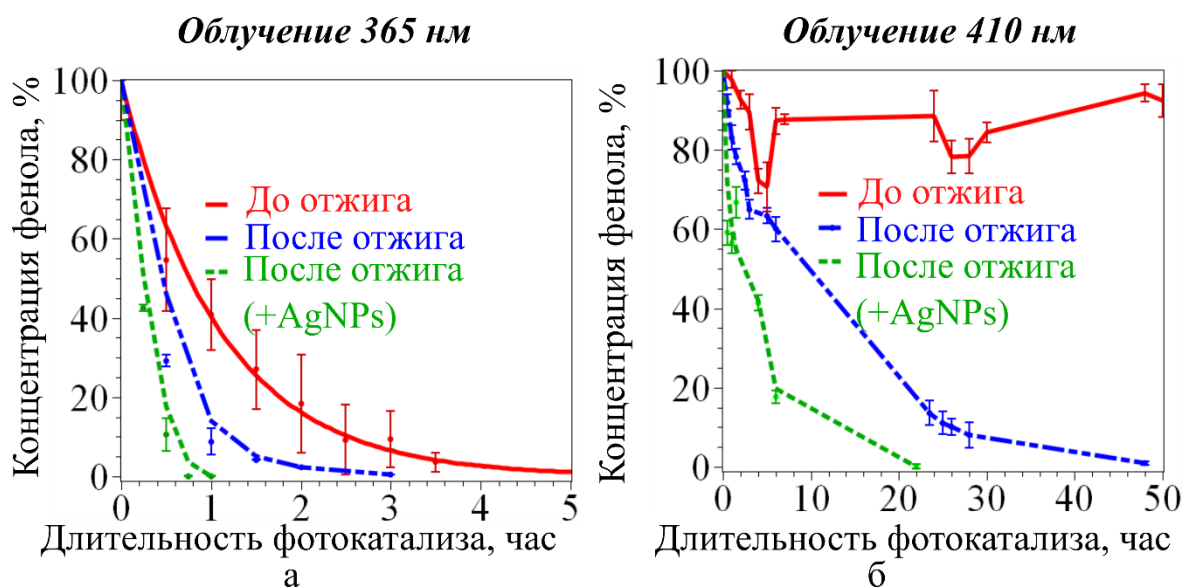 Облучение 365 нм
Концентрация фенола, %
100
80
60
40
20
0
До отжига
После отжига
После отжига
(+AgNPs)
0 1 2 3 4 5
Длительность фотокатализа, час
а
Облучение 410 нм
Концентрация фенола, %
100
80
60
40
20
0
До отжига
После отжига
После отжига
(+AgNPs)
0 10 20 30 40 50
Длительность фотокатализа, час
б